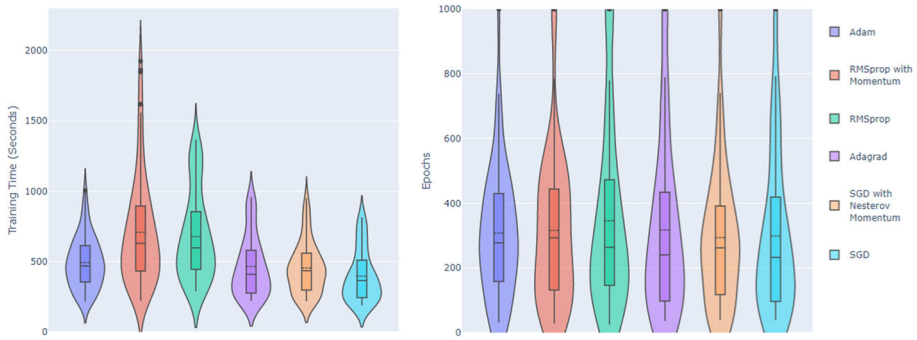 2000
1500
1000
500
0
Training Time (Seconds)
1000
800
600
400
200
0
Epochs
Adam
RMSprop with
Momentum
RMSprop
Adagrad
SGD with
Nesterov
Momentum
SGD